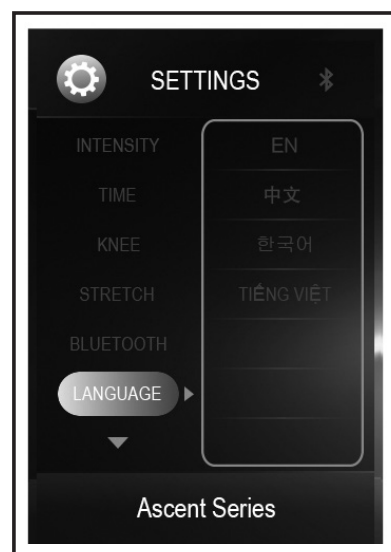 SETTINGS
INTENSITY
TIME
KNEE
STRETCH
BLUETOOTH
LANGUAGE
EN
中文
한국어
TIẾNG VIỆT
Ascent Series